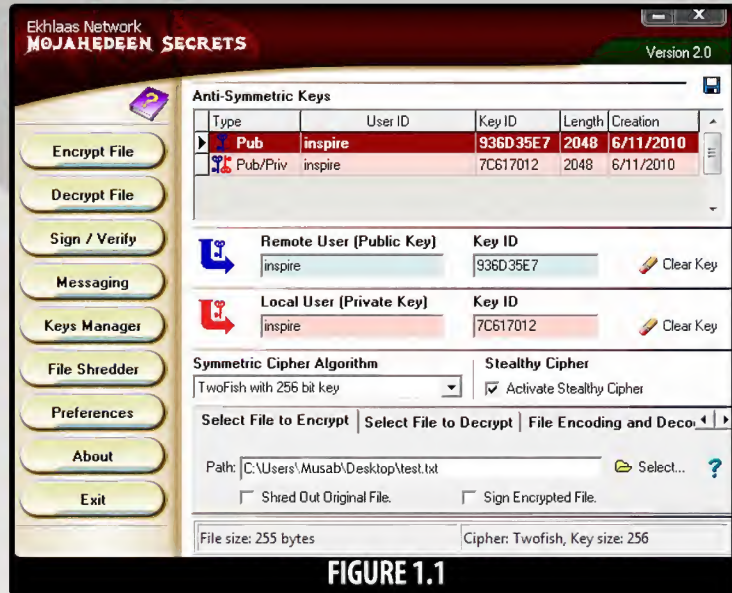 Ekhlaas Network
MOJAHEDEEN SECRETS
Version 2.0
Anti-Symmetric Keys
Type User ID Key ID Length Creation
Pub inspire 936D35E7 2048 6/11/2010
Pub/Priv inspire 7C617012 2048 6/11/2010
Encrypt File
Decrypt File
Sign / Verify
Messaging
Keys Manager
File Shredder
Preferences
About
Exit
Remote User (Public Key) Key ID
inspire 936D35E7 Clear Key
Local User (Private Key) Key ID
inspire 7C617012 Clear Key
Symmetric Cipher Algorithm Stealthy Cipher
TwoFish with 256 bit key Activate Stealthy Cipher
Select File to Encrypt Select File to Decrypt File Encoding and Deco
Path: C:\Users\Musab\Desktop\test.txt Select... ?
Shred Out Original File. Sign Encrypted File.
File size: 255 bytes Cipher: Twofish, Key size: 256
FIGURE 1.1